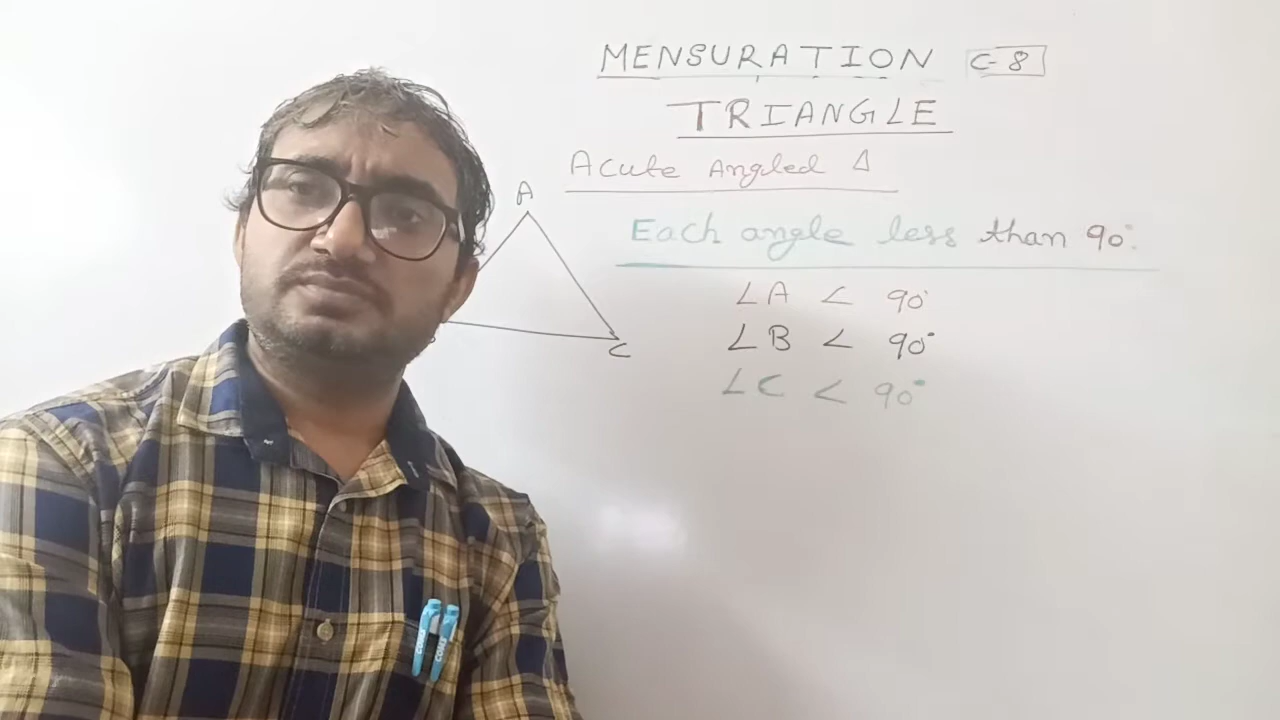 MENSURATION C-8
TRIANGLE
Acute Angled Δ
A
Each angle less than 90°
∠A < 90°
∠B < 90°
C
∠C < 90°